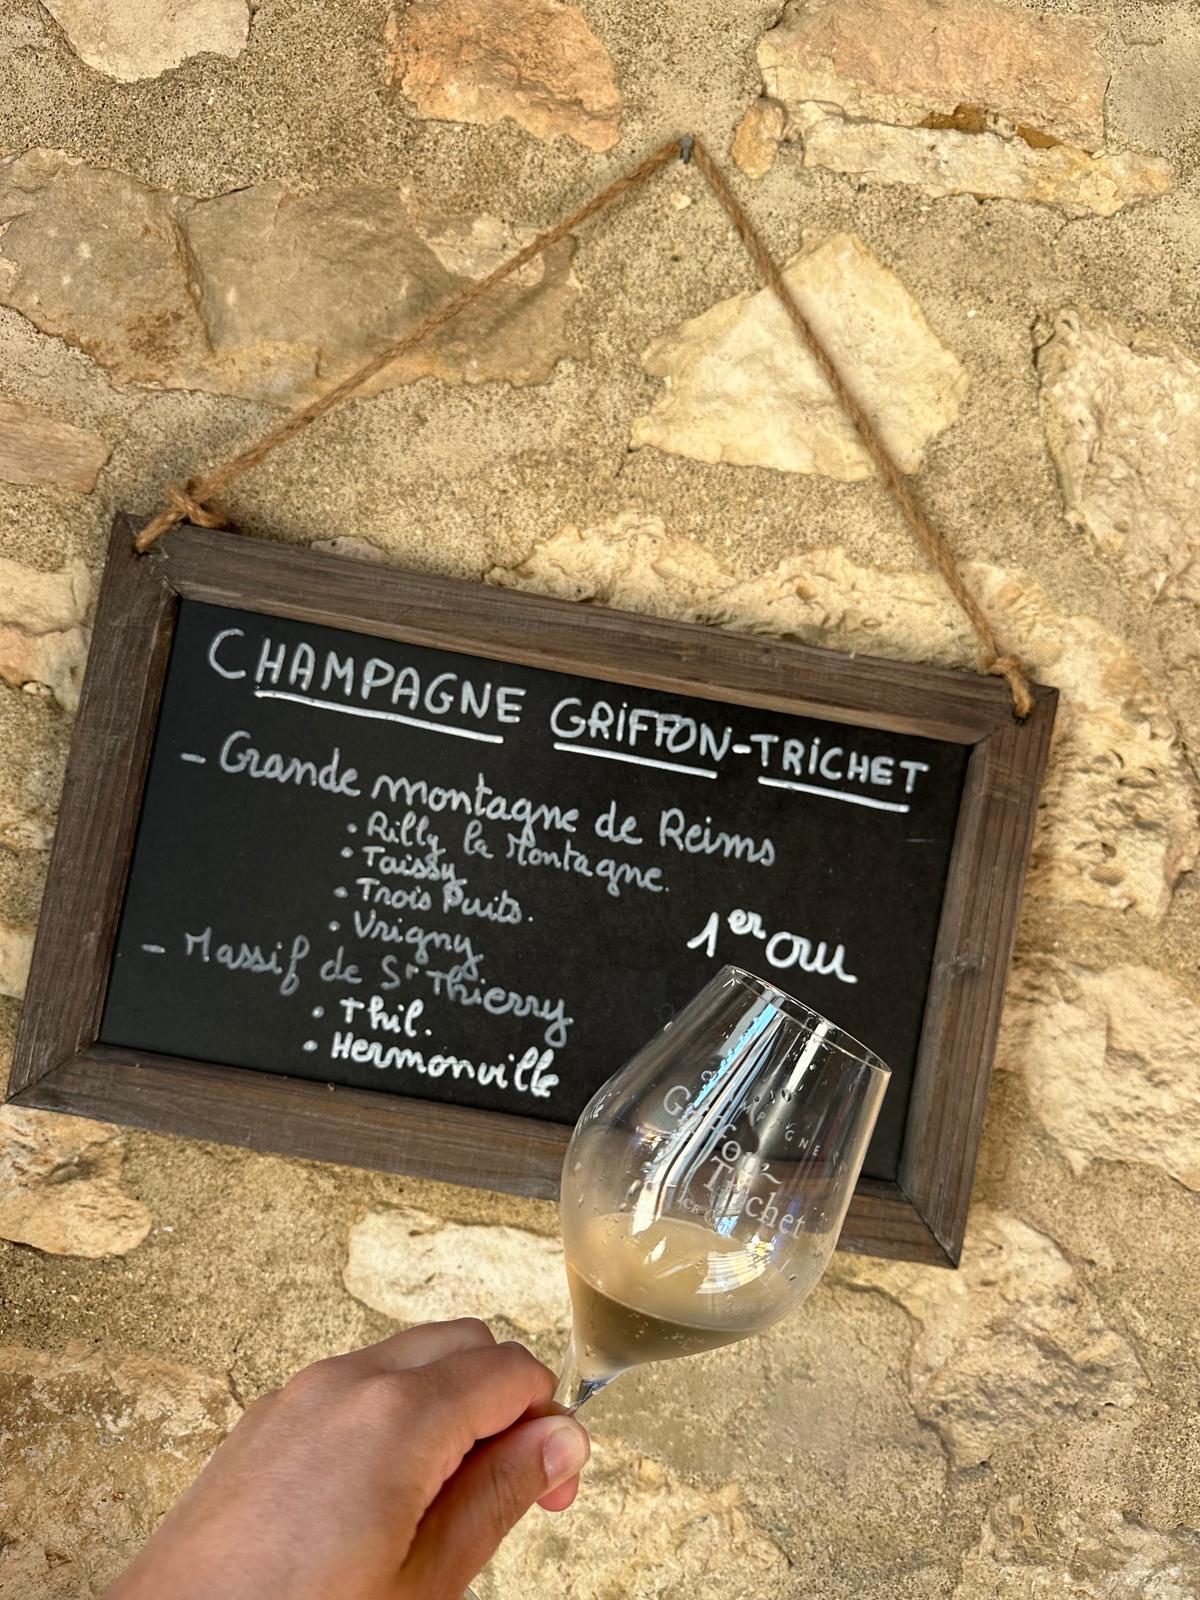 CHAMPAGNE GRIFFON-TRICHET
- Grande montagne de Reims
• Rilly la Montagne.
• Taissy
• Trois Puits.
• Vrigny
1er cru
- Massif de St Thierry
• Thil.
• Hermonville
CHAMPAGNE
Griffon
Trichet